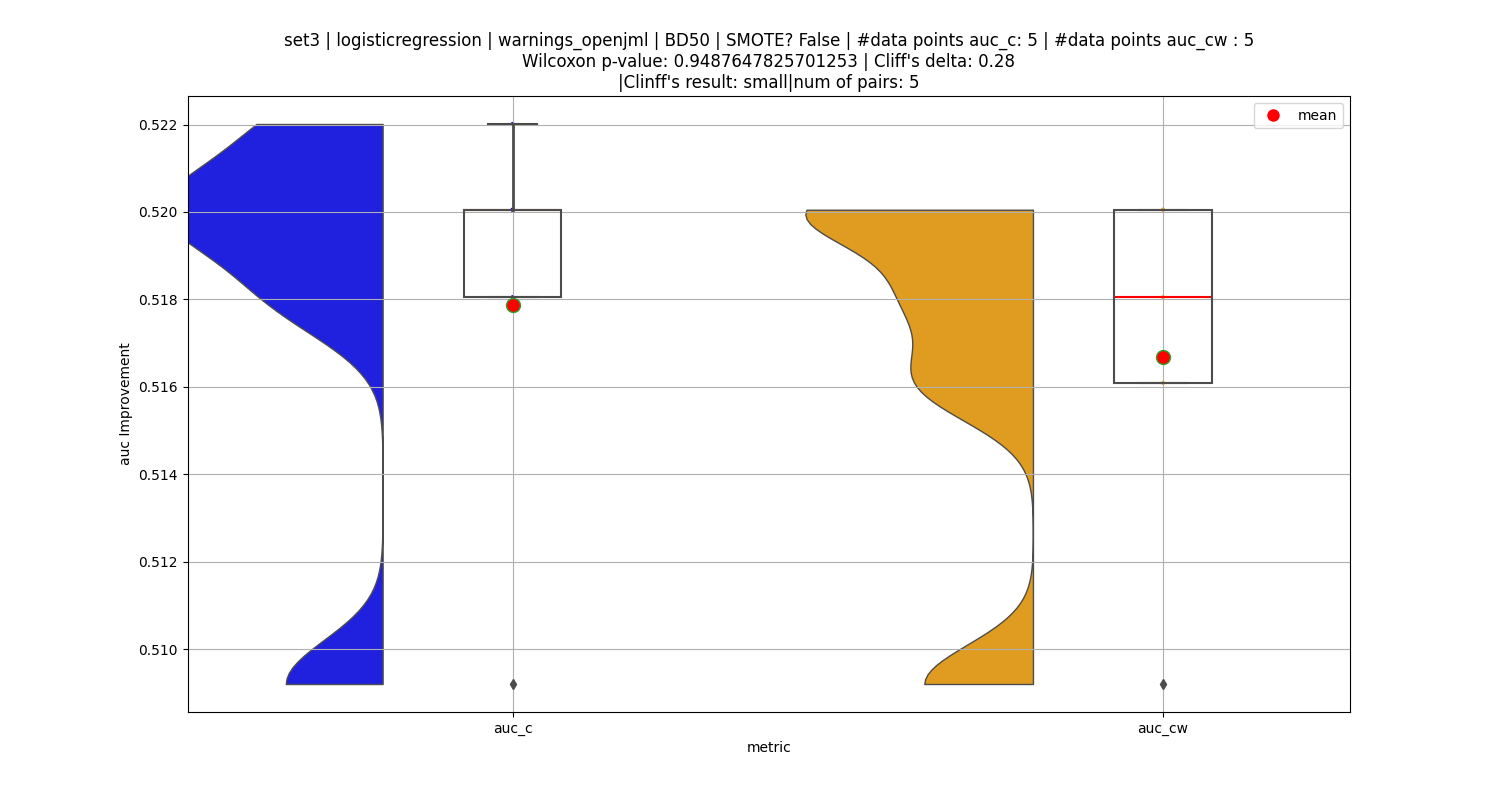 set3 | logisticregression | warnings_openjml | BD50 | SMOTE? False | #data points auc_c: 5 | #data points auc_cw : 5
Wilcoxon p-value: 0.9487647825701253 | Cliff's delta: 0.28
|Clinff's result: small|num of pairs: 5
mean
0.522
0.520
0.518
0.516
0.514
0.512
0.510
auc Improvement
auc_c
auc_cw
metric